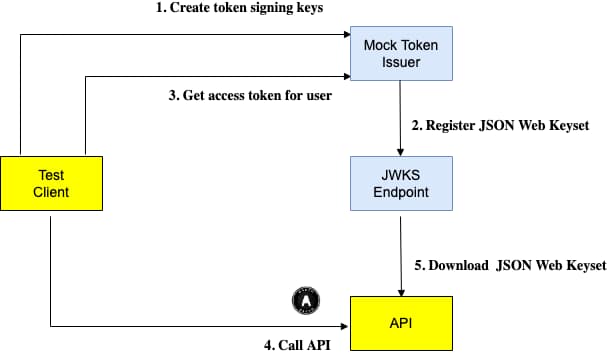 1. Create token signing keys
Mock Token
Issuer
3. Get access token for user
2. Register JSON Web Keyset
Test
Client
JWKS
Endpoint
5. Download JSON Web Keyset
A
API
4. Call API